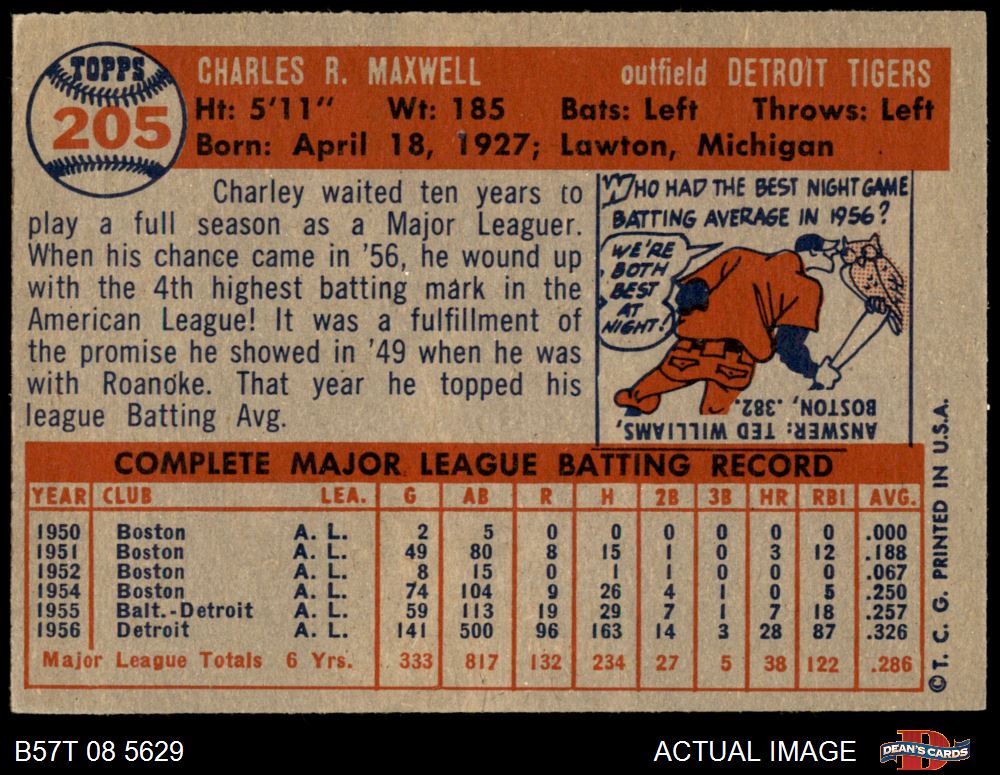 TOPPS
205
CHARLES R. MAXWELL outfield DETROIT TIGERS
Ht: 5'11" Wt: 185 Bats: Left Throws: Left
Born: April 18, 1927; Lawton, Michigan
Charley waited ten years to
play a full season as a Major Leaguer.
When his chance came in '56, he wound up
with the 4th highest batting mark in the
American League! It was a fulfillment of
the promise he showed in '49 when he was
with Roanoke. That year he topped his
league Batting Avg.
WHO HAD THE BEST NIGHT GAME
BATTING AVERAGE IN 1956?
WE'RE
BOTH
BEST
AT
NIGHT!
ANSWER: TED WILLIAMS,
BOSTON, .382.
COMPLETE MAJOR LEAGUE BATTING RECORD
YEAR CLUB LEA. G AB R H 2B 3B HR RBI AVG.
1950 Boston A. L. 2 5 0 0 0 0 0 0 .000
1951 Boston A. L. 49 80 8 15 1 0 3 12 .188
1952 Boston A. L. 8 15 0 1 1 0 0 0 .067
1954 Boston A. L. 74 104 9 26 4 1 0 5 .250
1955 Balt.-Detroit A. L. 59 113 19 29 7 1 7 18 .257
1956 Detroit A. L. 141 500 96 163 14 3 28 87 .326
Major League Totals 6 Yrs. 333 817 132 234 27 5 38 122 .286
© T. C. G. PRINTED IN U.S.A.
B57T 08 5629 ACTUAL IMAGE DEAN'S CARDS